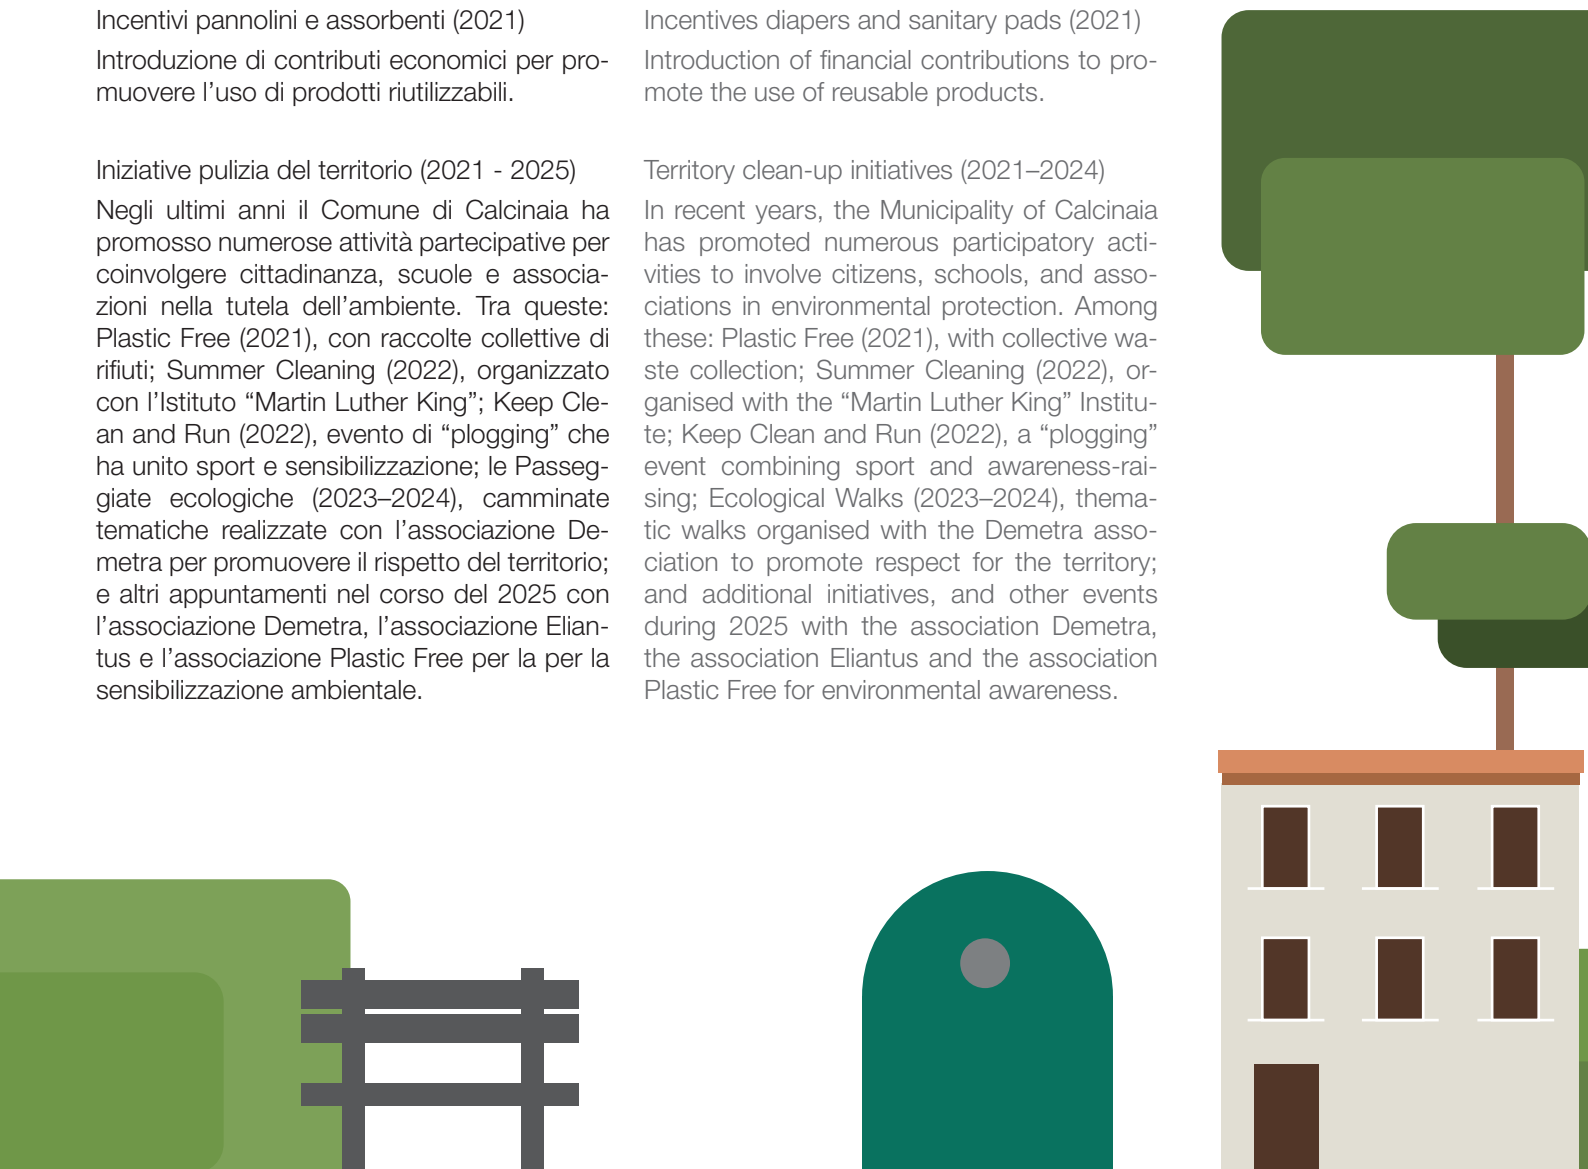 Incentivi pannolini e assorbenti (2021)
Introduzione di contributi economici per pro-
muovere l'uso di prodotti riutilizzabili.
Iniziative pulizia del territorio (2021 - 2025)
Negli ultimi anni il Comune di Calcinaia ha
promosso numerose attività partecipative per
coinvolgere cittadinanza, scuole e associa-
zioni nella tutela dell'ambiente. Tra queste:
Plastic Free (2021), con raccolte collettive di
rifiuti; Summer Cleaning (2022), organizzato
con l'Istituto “Martin Luther King”; Keep Cle-
an and Run (2022), evento di “plogging” che
ha unito sport e sensibilizzazione; le Passeg-
giate ecologiche (2023–2024), camminate
tematiche realizzate con l'associazione De-
metra per promuovere il rispetto del territorio;
e altri appuntamenti nel corso del 2025 con
l'associazione Demetra, l'associazione Elian-
tus e l'associazione Plastic Free per la per la
sensibilizzazione ambientale.
Incentives diapers and sanitary pads (2021)
Introduction of financial contributions to pro-
mote the use of reusable products.
Territory clean-up initiatives (2021–2024)
In recent years, the Municipality of Calcinaia
has promoted numerous participatory acti-
vities to involve citizens, schools, and asso-
ciations in environmental protection. Among
these: Plastic Free (2021), with collective wa-
ste collection; Summer Cleaning (2022), or-
ganised with the “Martin Luther King” Institu-
te; Keep Clean and Run (2022), a “plogging”
event combining sport and awareness-rai-
sing; Ecological Walks (2023–2024), thema-
tic walks organised with the Demetra asso-
ciation to promote respect for the territory;
and additional initiatives, and other events
during 2025 with the association Demetra,
the association Eliantus and the association
Plastic Free for environmental awareness.